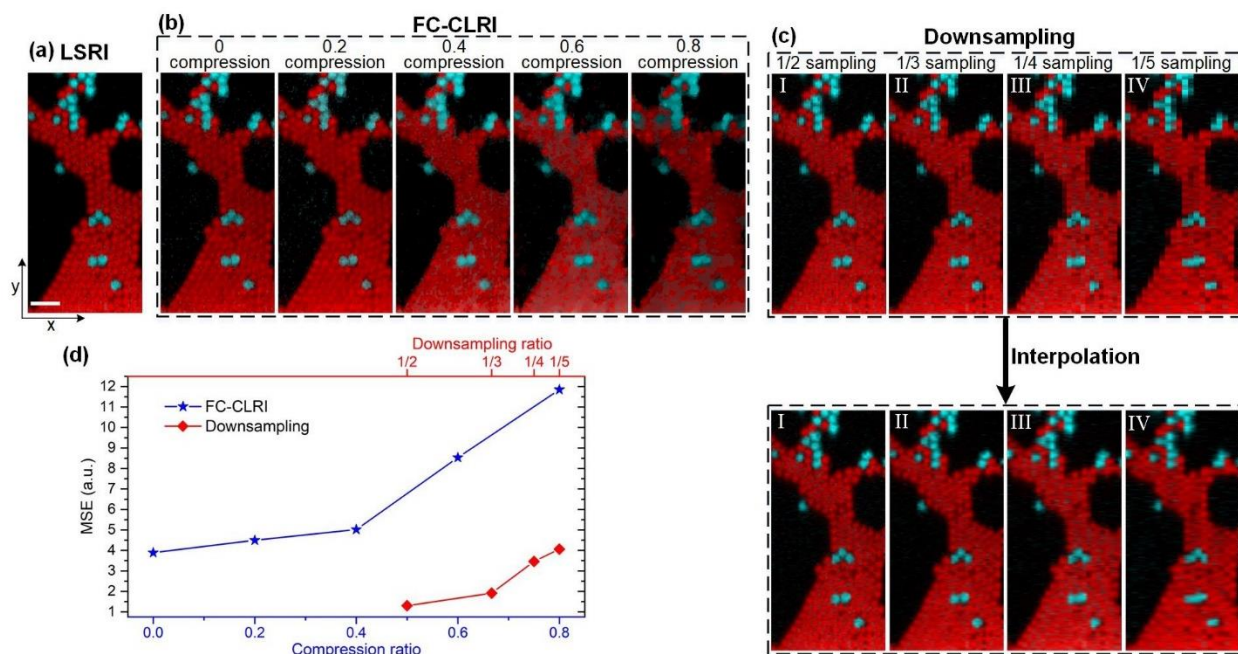 (a) LSRI
(b)
FC-CLRI
0
compression
0.2
compression
0.4
compression
0.6
compression
0.8
compression
y
x
(c)
Downsampling
1/2 sampling
1/3 sampling
1/4 sampling
1/5 sampling
I
II
III
IV
Interpolation
I
II
III
IV
(d)
Downsampling ratio
1/2
1/3
1/4
1/5
12
11
10
9
8
7
6
5
4
3
2
1
MSE (a.u.)
FC-CLRI
Downsampling
0.0
0.2
0.4
0.6
0.8
Compression ratio